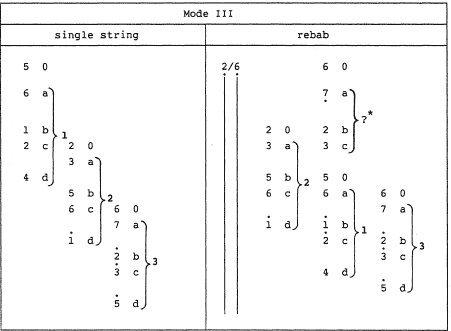 Mode III
single string rebab
5 0 2̣/6̣ 6 0
6 a 7̣ a
?*
1 b 1 2 0 2 b
2 c 2 0 3 a 3 c
3 a
4 d 5 b 5 0
5 b 2 6 c 2 6 a 6 0
6 c 6 0 7 a
7 a 1̇ d 1̇ b 1 2̇ b
1̇ d 2̇ c 3
2̇ b 3̇ c
3 4 d
3̇ c 5̇ d
5̇ d